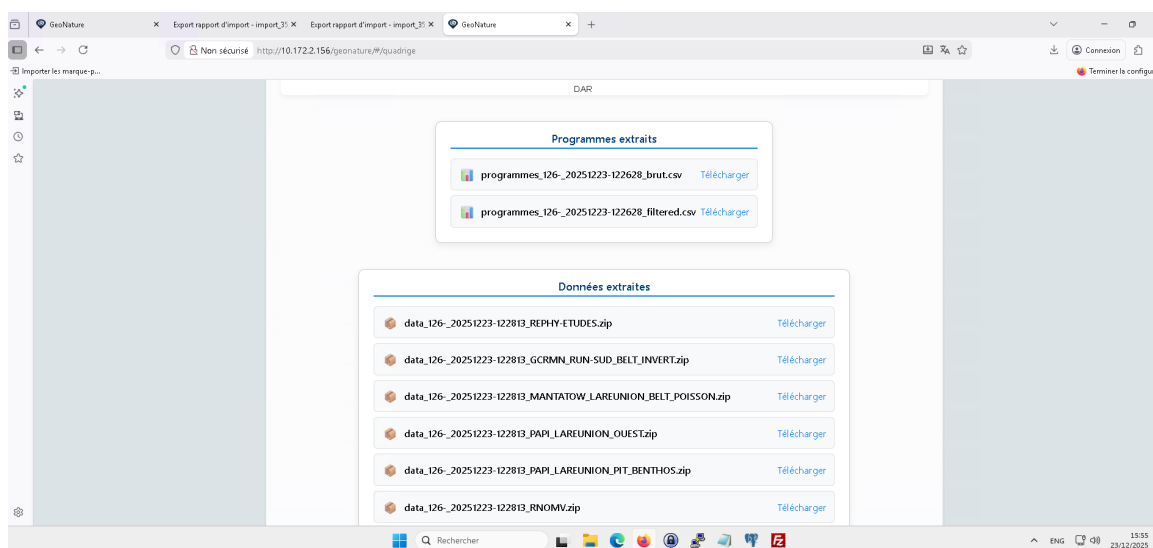 GeoNature
Export rapport d'import - import_35
Export rapport d'import - import_35
GeoNature
Non sécurisé
http://10.172.2.156/geonature/#/quadrige
Connexion
Importer les marque-p...
Terminer la configu
DAR
Programmes extraits
programmes_126-_20251223-122628_brut.csv Télécharger
programmes_126-_20251223-122628_filtered.csv Télécharger
Données extraites
data_126-_20251223-122813_REPHY-ETUDES.zip Télécharger
data_126-_20251223-122813_GCRMN_RUN-SUD_BELT_INVERT.zip Télécharger
data_126-_20251223-122813_MANTATOW_LAREUNION_BELT_POISSON.zip Télécharger
data_126-_20251223-122813_PAPI_LAREUNION_OUEST.zip Télécharger
data_126-_20251223-122813_PAPI_LAREUNION_PIT_BENTHOS.zip Télécharger
data_126-_20251223-122813_RNOMV.zip Télécharger
Rechercher
ENG
15:55
23/12/2025